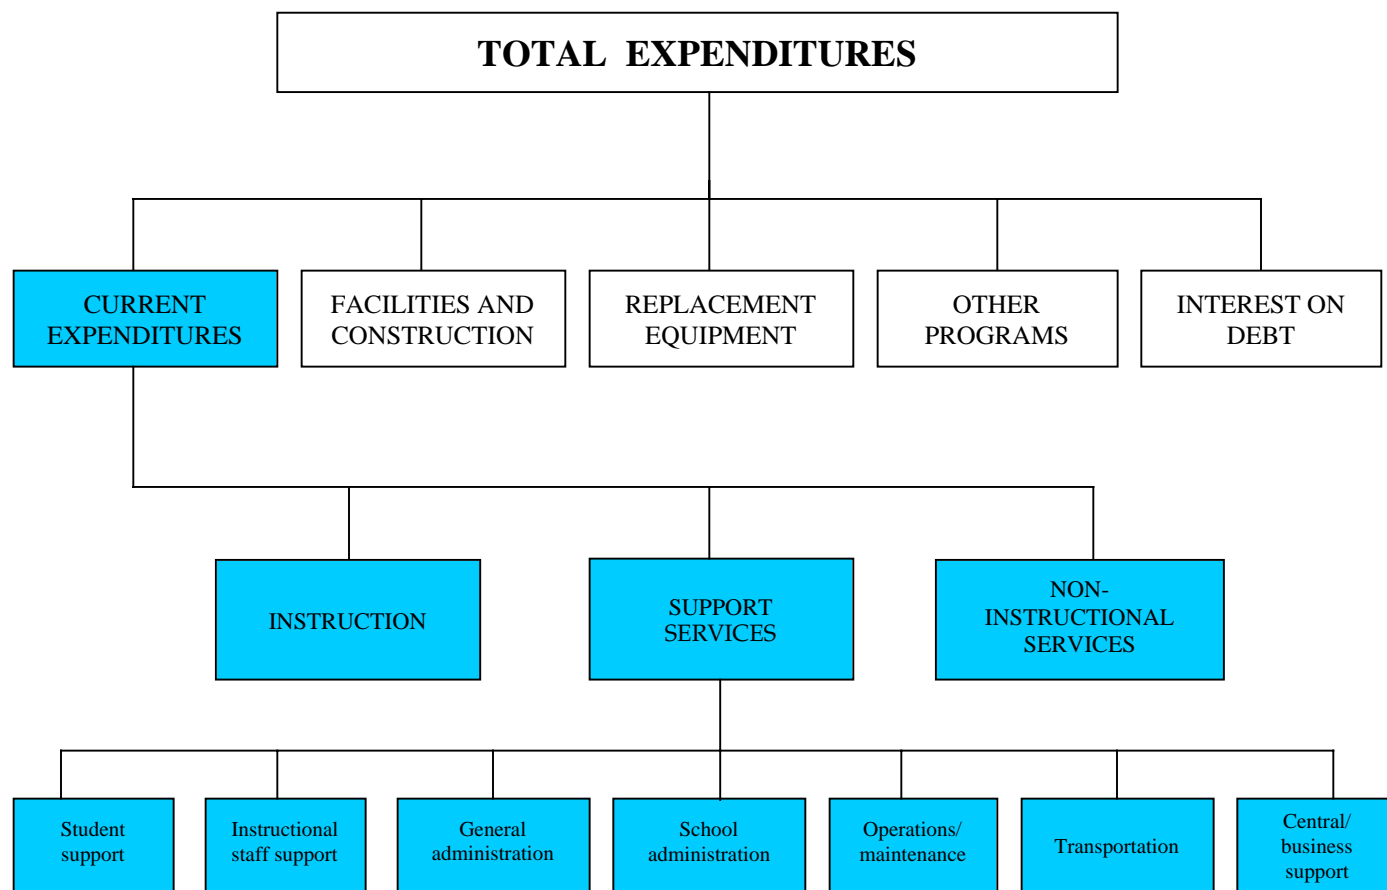 TOTAL EXPENDITURES
CURRENT
EXPENDITURES
FACILITIES AND
CONSTRUCTION
REPLACEMENT
EQUIPMENT
OTHER
PROGRAMS
INTEREST ON
DEBT
INSTRUCTION
SUPPORT
SERVICES
NON-
INSTRUCTIONAL
SERVICES
Student
support
Instructional
staff support
General
administration
School
administration
Operations/
maintenance
Transportation
Central/
business
support